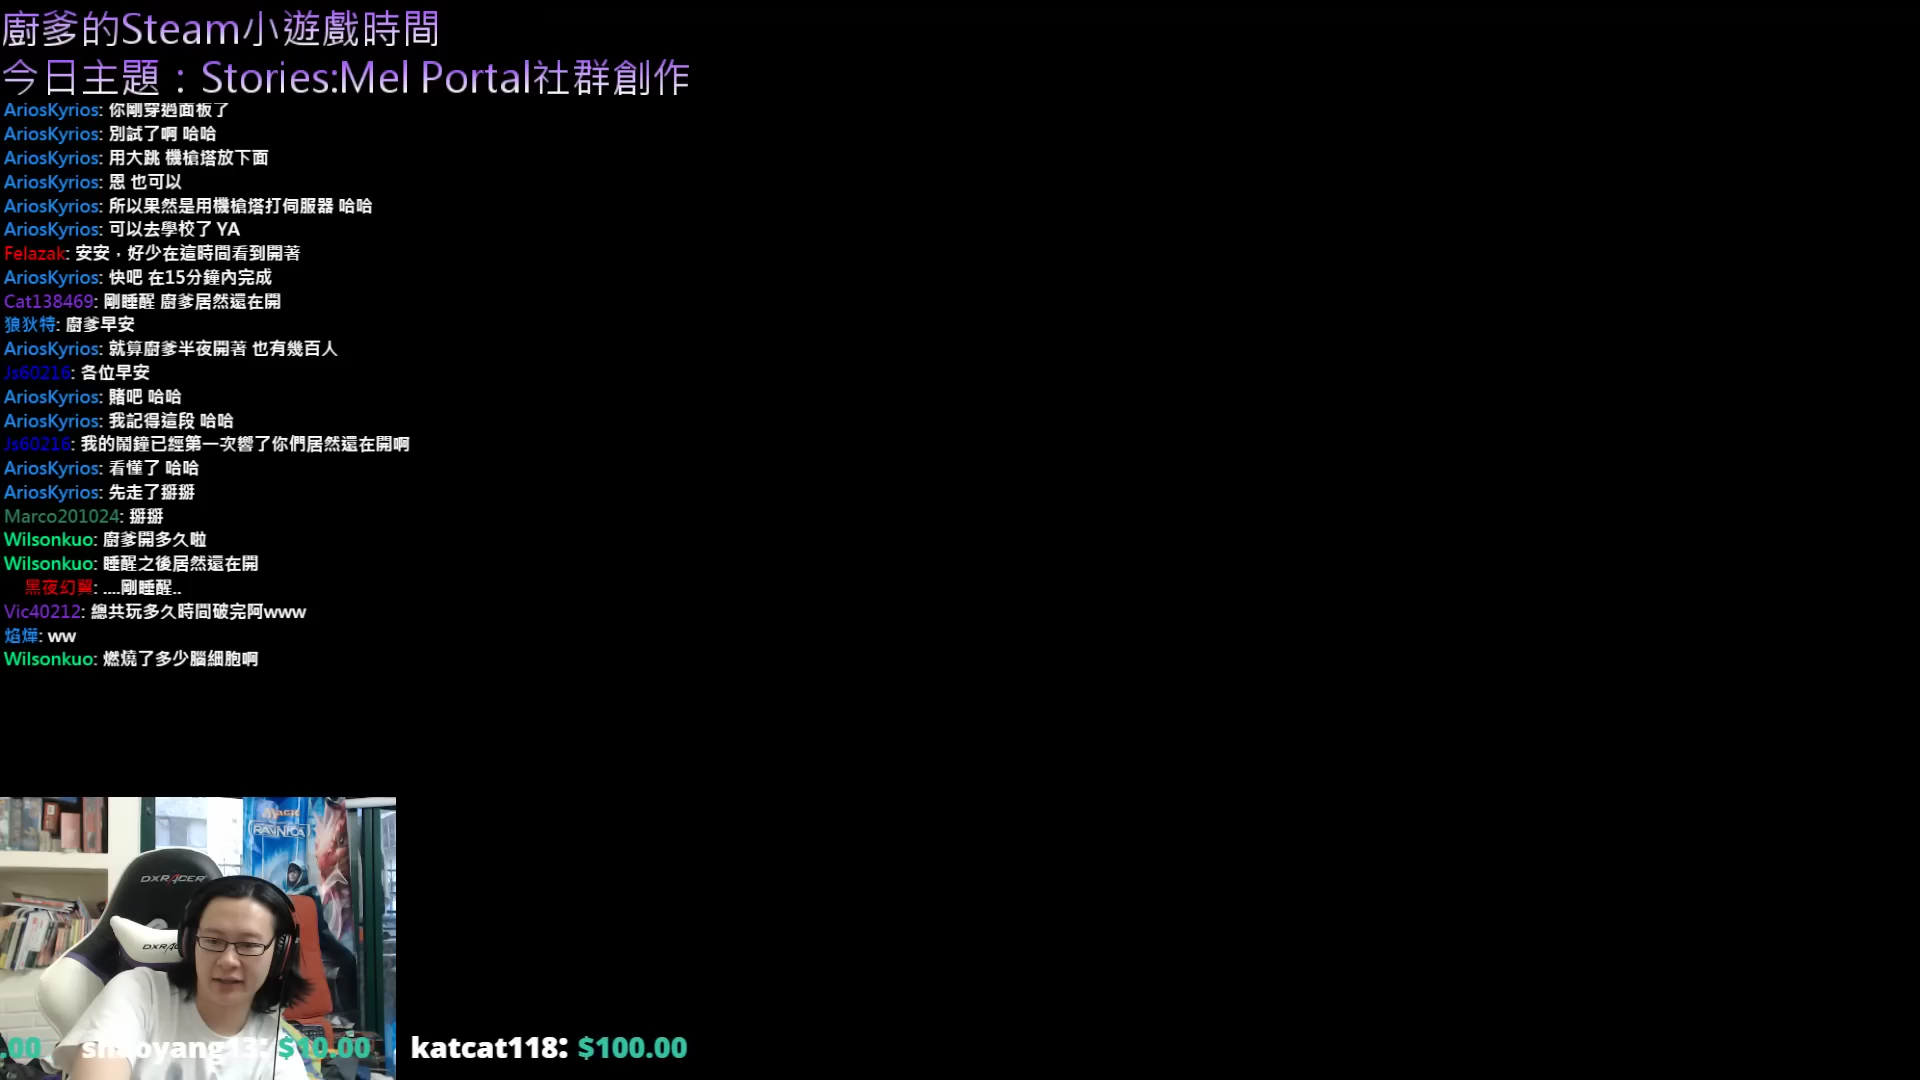 廚爹的Steam小遊戲時間
今日主題：Stories:Mel Portal社群創作
AriosKyrios: 你剛穿過面板了
AriosKyrios: 別試了啊 哈哈
AriosKyrios: 用大跳 機槍塔放下面
AriosKyrios: 恩 也可以
AriosKyrios: 所以果然是用機槍塔打伺服器 哈哈
AriosKyrios: 可以去學校了 YA
Felazak: 安安，好少在這時間看到開著
AriosKyrios: 快吧 在15分鐘內完成
Cat138469: 剛睡醒 廚爹居然還在開
狼狄特: 廚爹早安
AriosKyrios: 就算廚爹半夜開著 也有幾百人
Js60216: 各位早安
AriosKyrios: 賭吧 哈哈
AriosKyrios: 我記得這段 哈哈
Js60216: 我的鬧鐘已經第一次響了你們居然還在開啊
AriosKyrios: 看懂了 哈哈
AriosKyrios: 先走了掰掰
Marco201024: 掰掰
Wilsonkuo: 廚爹開多久啦
Wilsonkuo: 睡醒之後居然還在開
黑夜幻翼: ....剛睡醒..
Vic40212: 總共玩多久時間破完阿www
焰燁: ww
Wilsonkuo: 燃燒了多少腦細胞啊
MAGIC
RAVNICA
DXRACER
.00 shaoyang13: $10.00 katcat118: $100.00